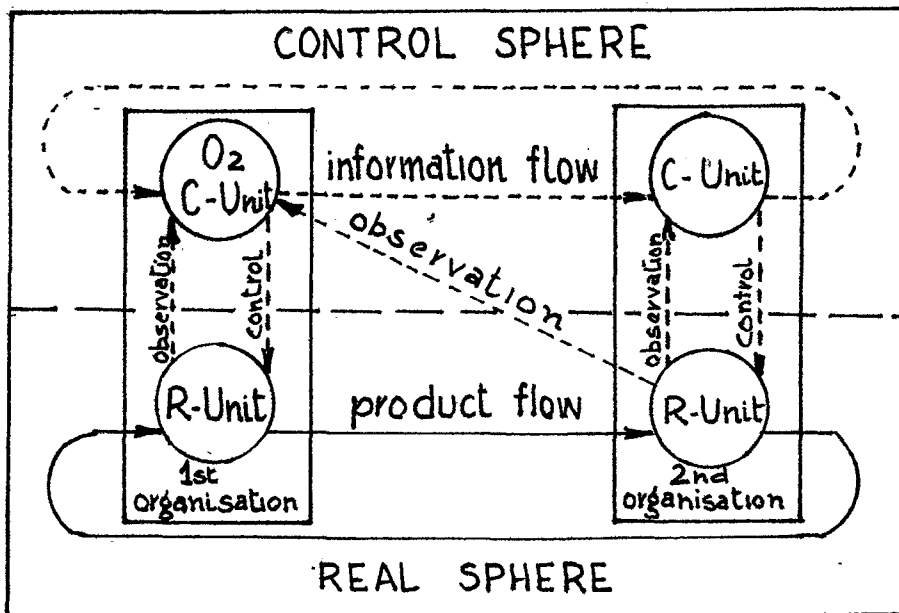 CONTROL SPHERE
O2
C-Unit
information flow
C-Unit
observation
observation
control
observation
control
R-Unit
product flow
R-Unit
1st
organisation
2nd
organisation
REAL SPHERE